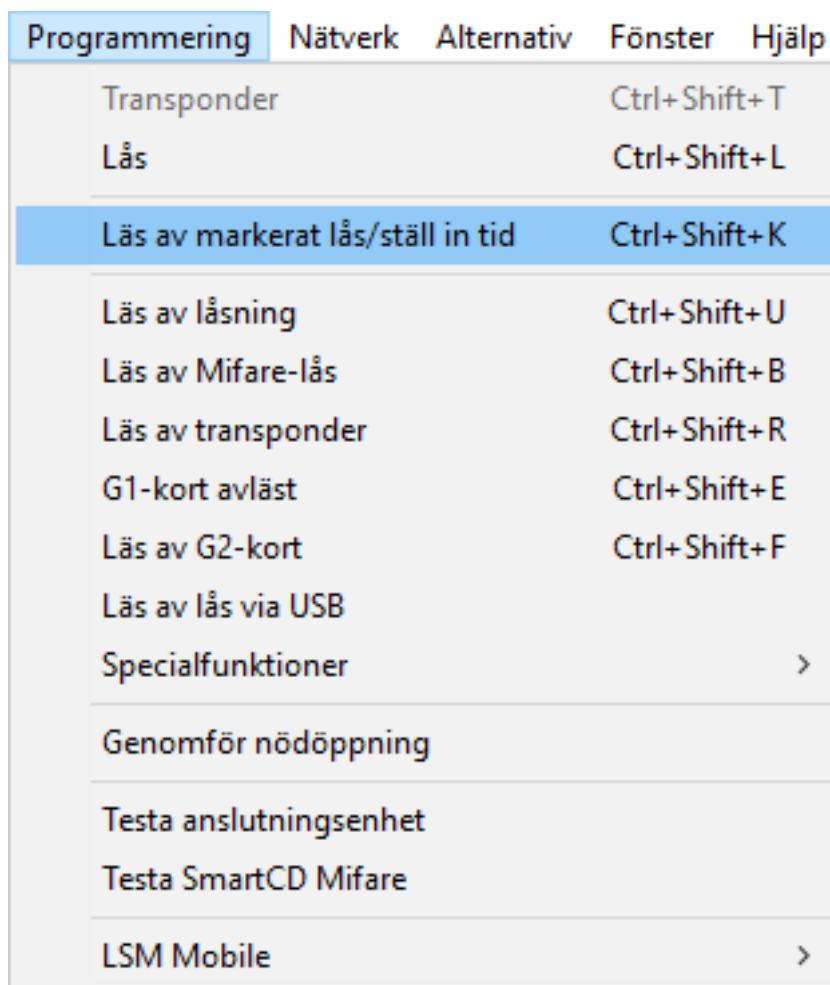 Programmering Nätverk Alternativ Fönster Hjälp
Transponder Ctrl+Shift+T
Lås Ctrl+Shift+L
Läs av markerat lås/ställ in tid Ctrl+Shift+K
Läs av låsning Ctrl+Shift+U
Läs av Mifare-lås Ctrl+Shift+B
Läs av transponder Ctrl+Shift+R
G1-kort avläst Ctrl+Shift+E
Läs av G2-kort Ctrl+Shift+F
Läs av lås via USB
Specialfunktioner
Genomför nödöppning
Testa anslutningsenhet
Testa SmartCD Mifare
LSM Mobile